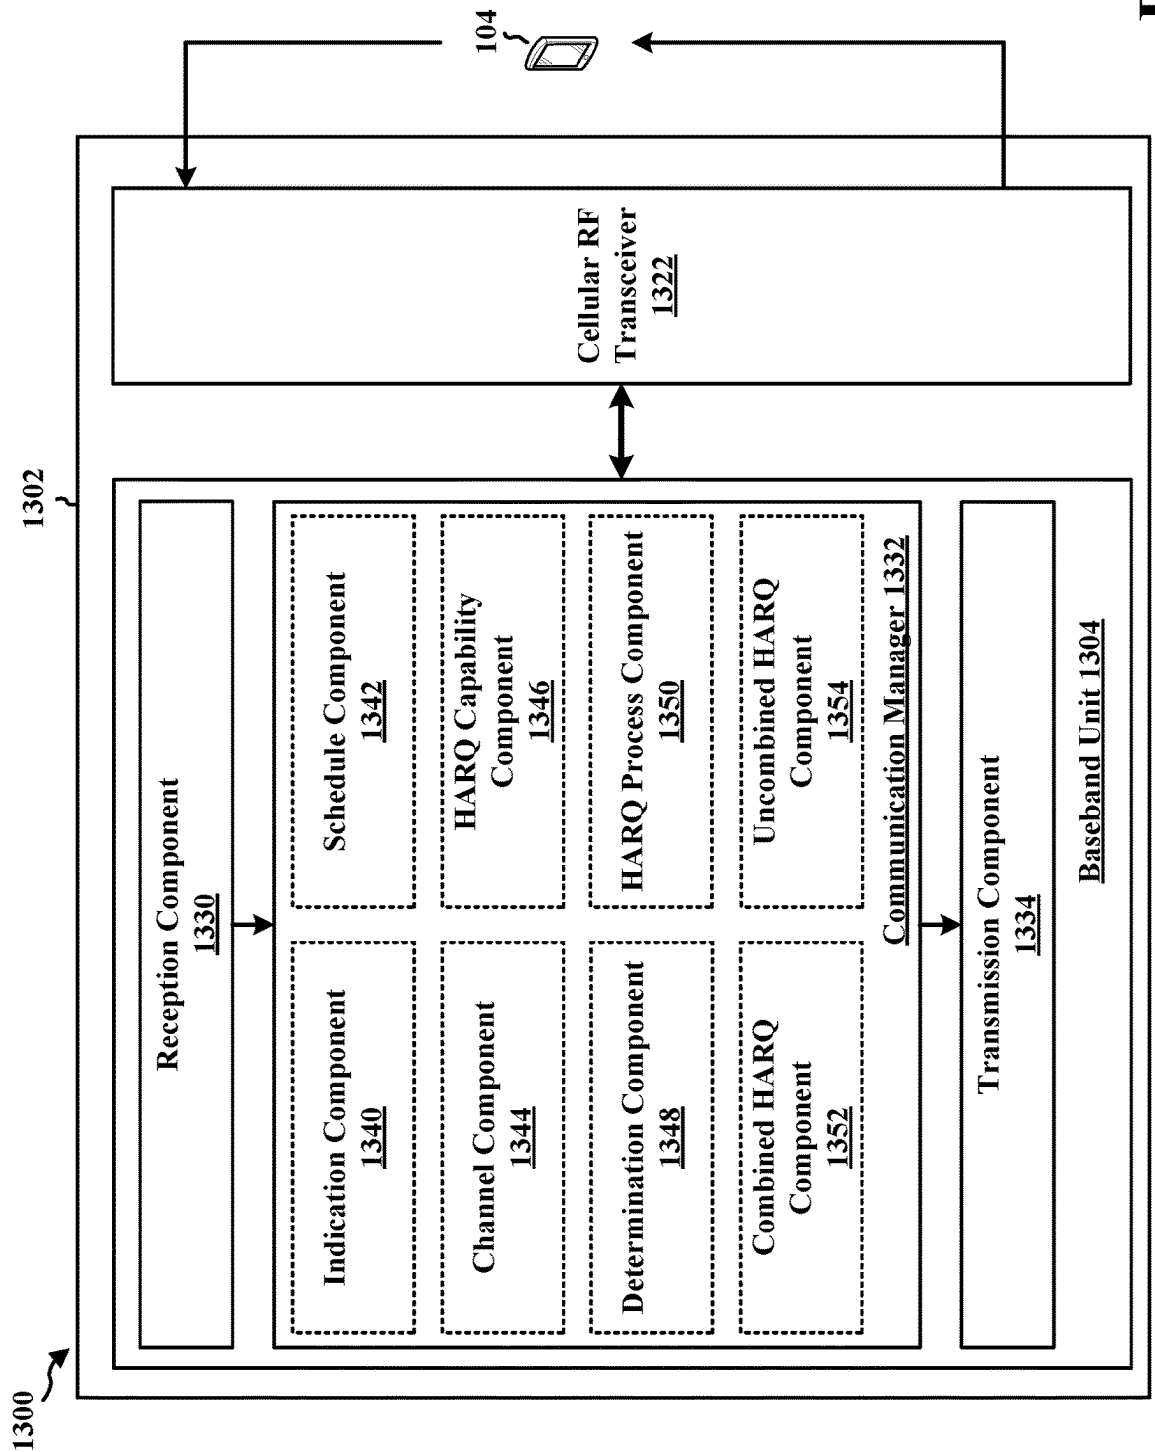 1300
1302
104
Reception Component
1330
Indication Component
1340
Schedule Component
1342
Channel Component
1344
HARQ Capability
Component
1346
Determination Component
1348
HARQ Process Component
1350
Combined HARQ
Component
1352
Uncombined HARQ
Component
1354
Communication Manager 1332
Transmission Component
1334
Baseband Unit 1304
Cellular RF
Transceiver
1322